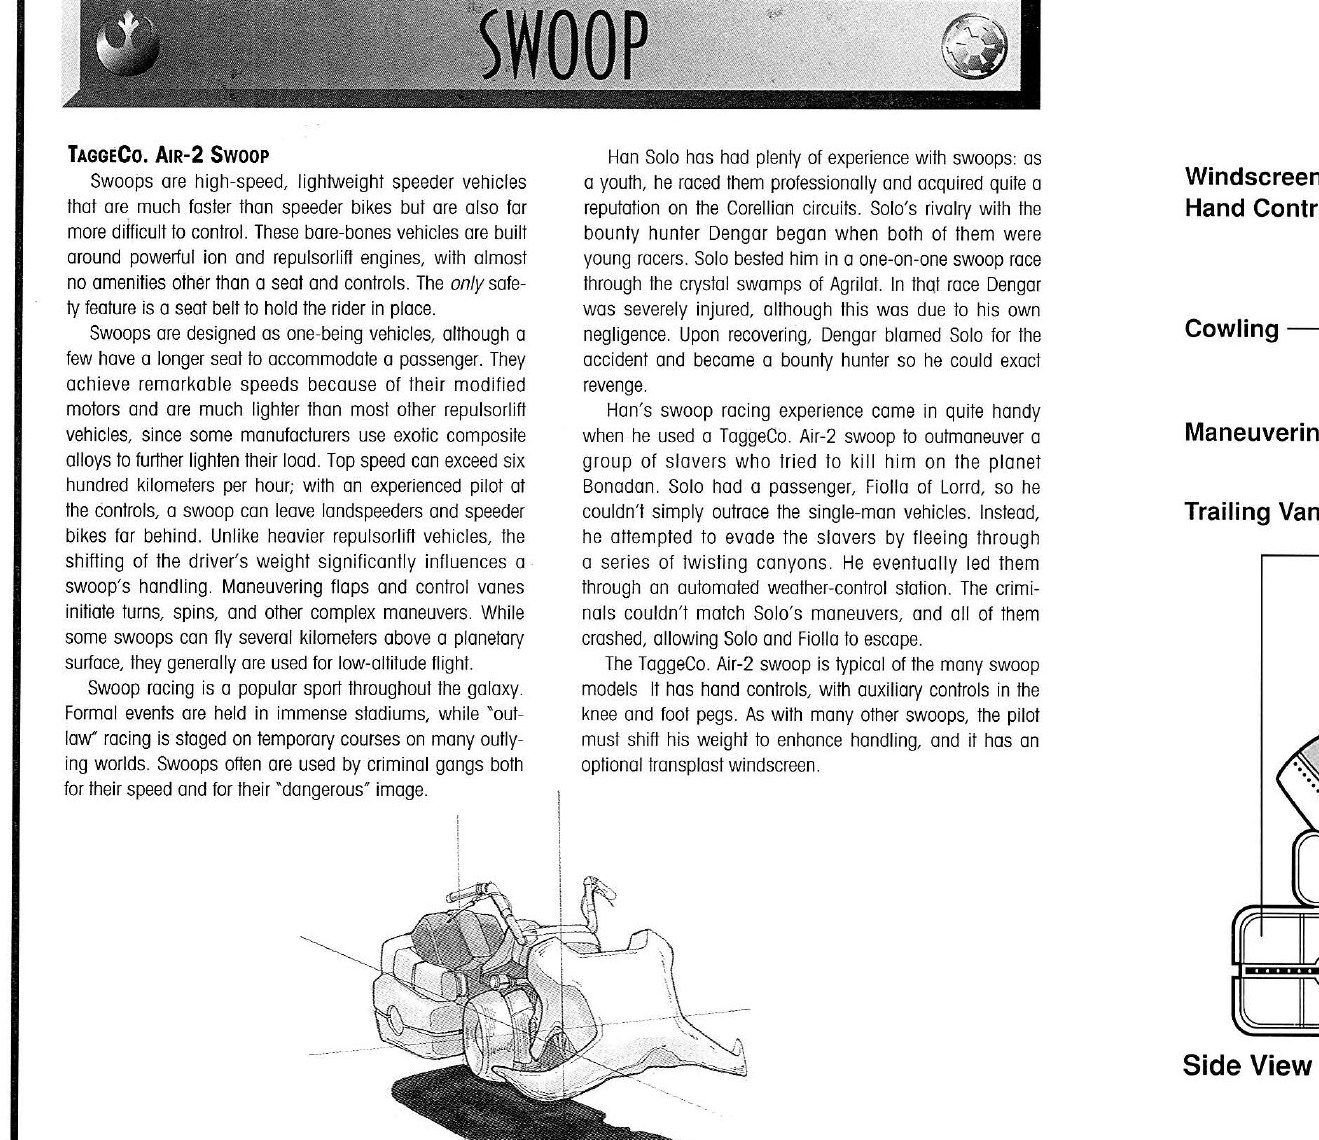 SWOOP
TAGGECO. AIR-2 SWOOP
Swoops are high-speed, lightweight speeder vehicles
that are much faster than speeder bikes but are also far
more difficult to control. These bare-bones vehicles are built
around powerful ion and repulsorlift engines, with almost
no amenities other than a seat and controls. The only safe-
ty feature is a seat belt to hold the rider in place.
Swoops are designed as one-being vehicles, although a
few have a longer seat to accommodate a passenger. They
achieve remarkable speeds because of their modified
motors and are much lighter than most other repulsorlift
vehicles, since some manufacturers use exotic composite
alloys to further lighten their load. Top speed can exceed six
hundred kilometers per hour; with an experienced pilot at
the controls, a swoop can leave landspeeders and speeder
bikes far behind. Unlike heavier repulsorlift vehicles, the
shifting of the driver's weight significantly influences a
swoop's handling. Maneuvering flaps and control vanes
initiate turns, spins, and other complex maneuvers. While
some swoops can fly several kilometers above a planetary
surface, they generally are used for low-altitude flight.
Swoop racing is a popular sport throughout the galaxy.
Formal events are held in immense stadiums, while "out-
law" racing is staged on temporary courses on many outly-
ing worlds. Swoops often are used by criminal gangs both
for their speed and for their "dangerous" image.
Han Solo has had plenty of experience with swoops: as
a youth, he raced them professionally and acquired quite a
reputation on the Corellian circuits. Solo's rivalry with the
bounty hunter Dengar began when both of them were
young racers. Solo bested him in a one-on-one swoop race
through the crystal swamps of Agrilat. In that race Dengar
was severely injured, although this was due to his own
negligence. Upon recovering, Dengar blamed Solo for the
accident and became a bounty hunter so he could exact
revenge.
Han's swoop racing experience came in quite handy
when he used a TaggeCo. Air-2 swoop to outmaneuver a
group of slavers who tried to kill him on the planet
Bonadan. Solo had a passenger, Fiolla of Lorrd, so he
couldn't simply outrace the single-man vehicles. Instead,
he attempted to evade the slavers by fleeing through
a series of twisting canyons. He eventually led them
through an automated weather-control station. The crimi-
nals couldn't match Solo's maneuvers, and all of them
crashed, allowing Solo and Fiolla to escape.
The TaggeCo. Air-2 swoop is typical of the many swoop
models It has hand controls, with auxiliary controls in the
knee and foot pegs. As with many other swoops, the pilot
must shift his weight to enhance handling, and it has an
optional transplast windscreen.
Windscreen
Hand Contr
Cowling
Maneuverin
Trailing Van
Side View